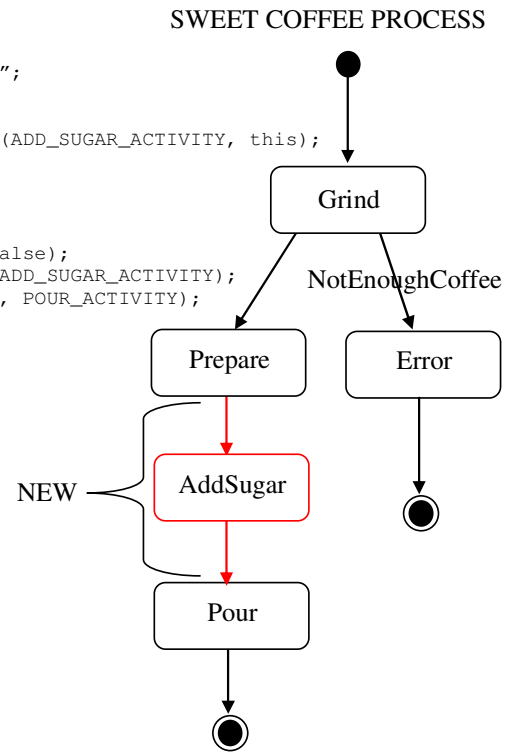 SWEET COFFEE PROCESS
”;
(ADD_SUGAR_ACTIVITY, this);
Grind
alse);
ADD_SUGAR_ACTIVITY);
, POUR_ACTIVITY);
NotEnoughCoffee
Prepare
Error
NEW
AddSugar
Pour